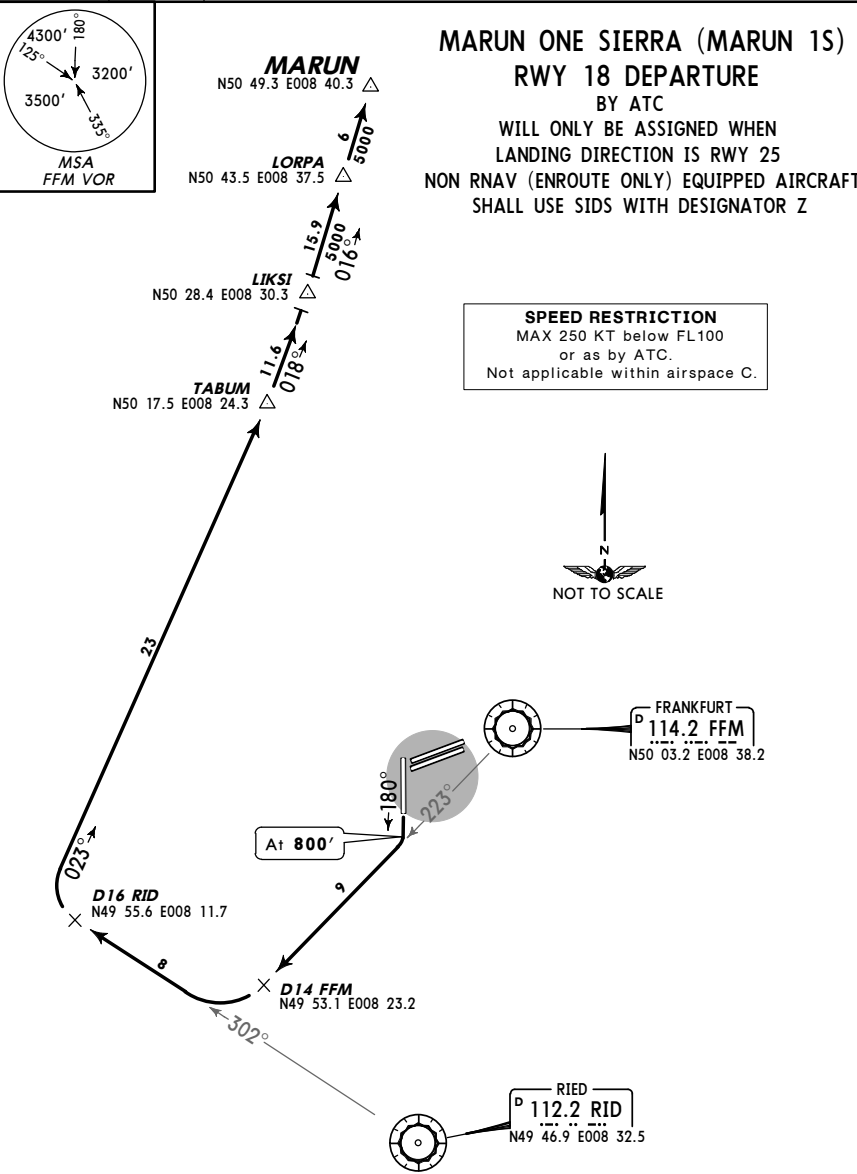 4300'
180°
125°
3200'
3500'
335°
MSA
FFM VOR
MARUN ONE SIERRA (MARUN 1S)
RWY 18 DEPARTURE
BY ATC
WILL ONLY BE ASSIGNED WHEN
LANDING DIRECTION IS RWY 25
NON RNAV (ENROUTE ONLY) EQUIPPED AIRCRAFT
SHALL USE SIDS WITH DESIGNATOR Z
MARUN
N50 49.3 E008 40.3
6
5000
LORPA
N50 43.5 E008 37.5
15.9
5000
016°
LIKSI
N50 28.4 E008 30.3
11.6
018°
TABUM
N50 17.5 E008 24.3
SPEED RESTRICTION
MAX 250 KT below FL100
or as by ATC.
Not applicable within airspace C.
N
NOT TO SCALE
23
FRANKFURT
D 114.2 FFM
N50 03.2 E008 38.2
180°
223°
At 800'
023°
9
D16 RID
N49 55.6 E008 11.7
8
D14 FFM
N49 53.1 E008 23.2
302°
RIED
D 112.2 RID
N49 46.9 E008 32.5